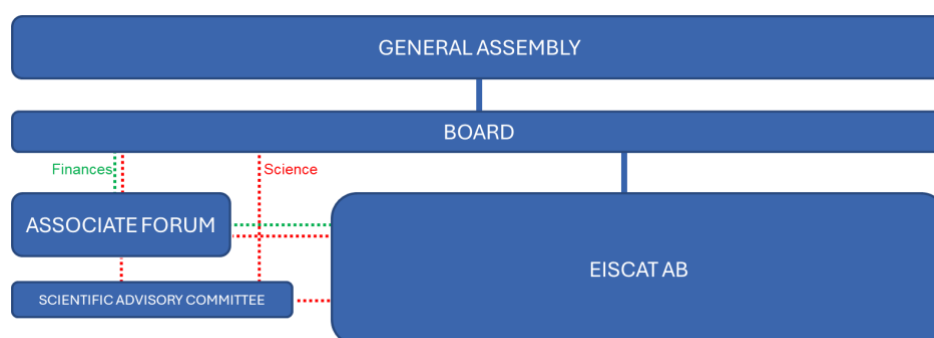 GENERAL ASSEMBLY
BOARD
Finances
Science
ASSOCIATE FORUM
EISCAT AB
SCIENTIFIC ADVISORY COMMITTEE